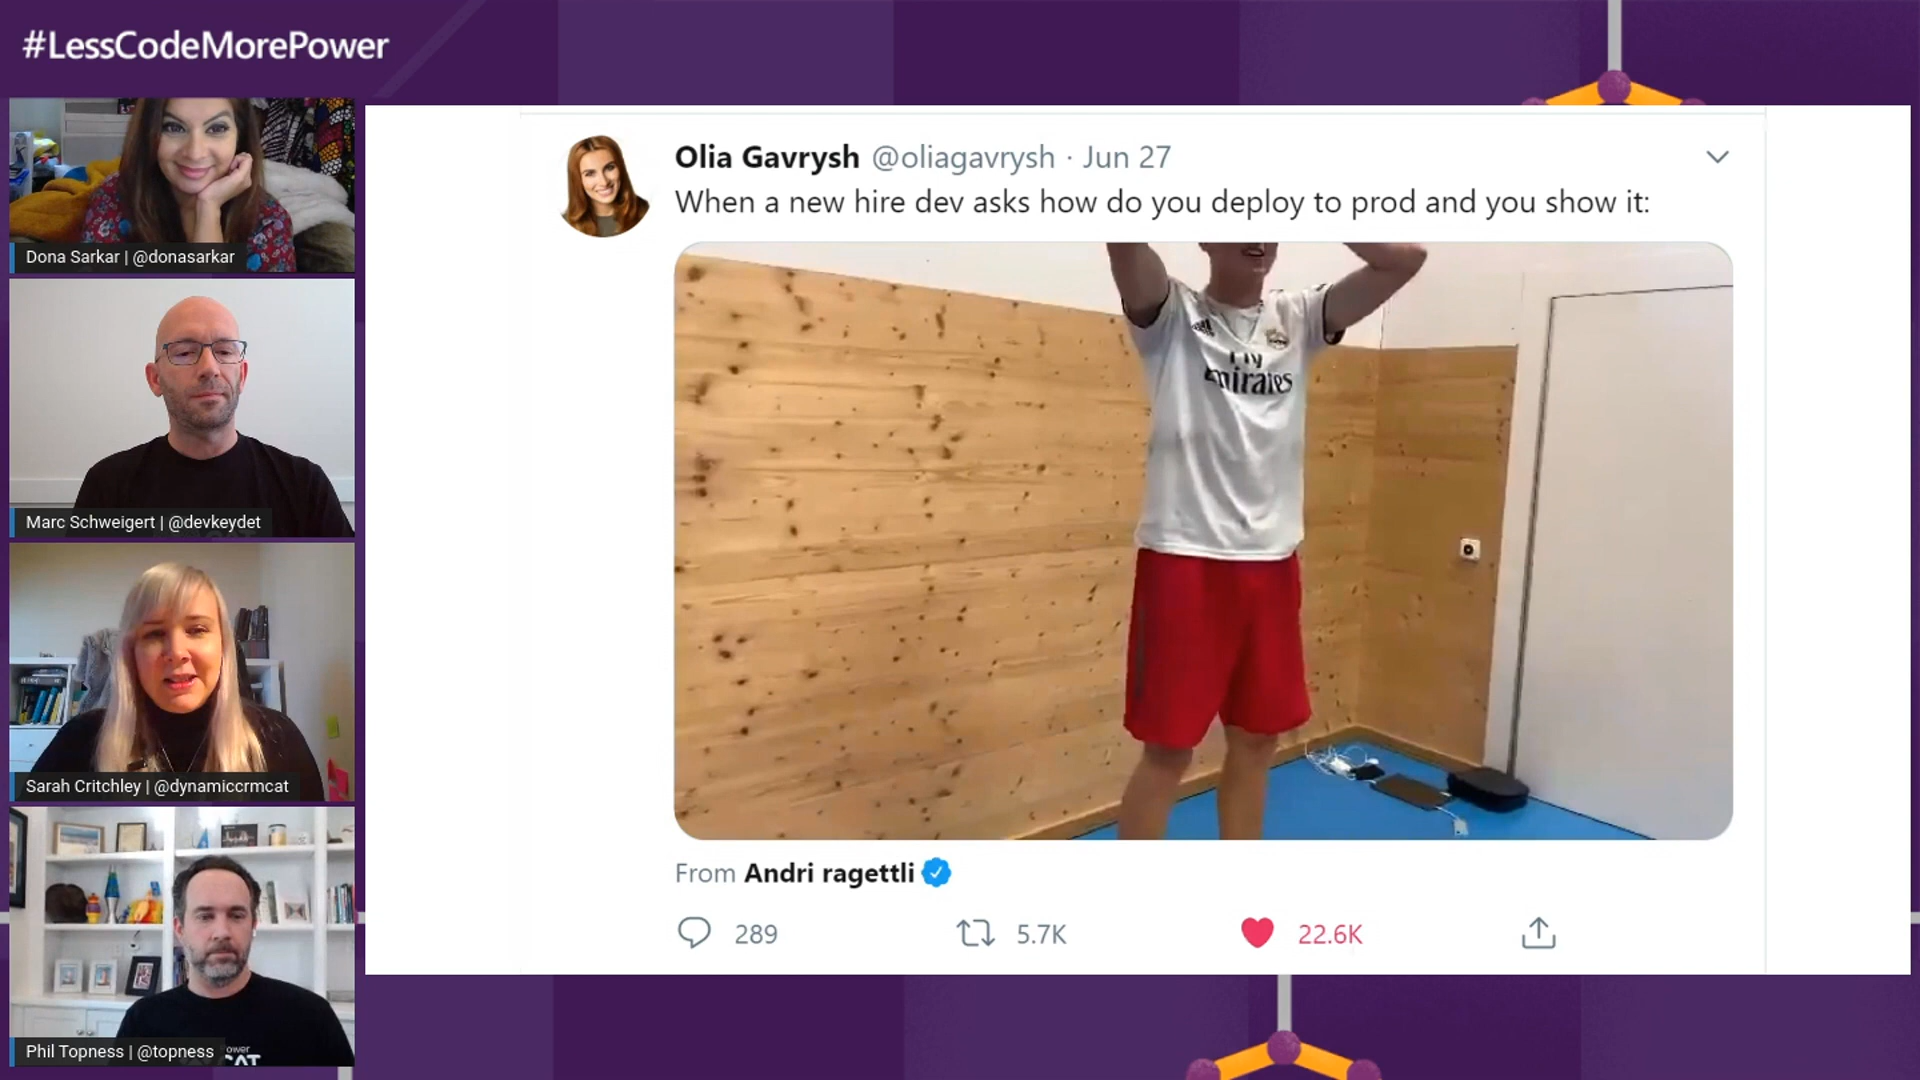 #LessCodeMorePower
Dona Sarkar | @donasarkar
Marc Schweigert | @devkeydet
Sarah Critchley | @dynamiccrmcat
Phil Topness | @topness
Olia Gavrysh @oliagavrysh · Jun 27
When a new hire dev asks how do you deploy to prod and you show it:
Fly
Emirates
From Andri ragettli
289
5.7K
22.6K